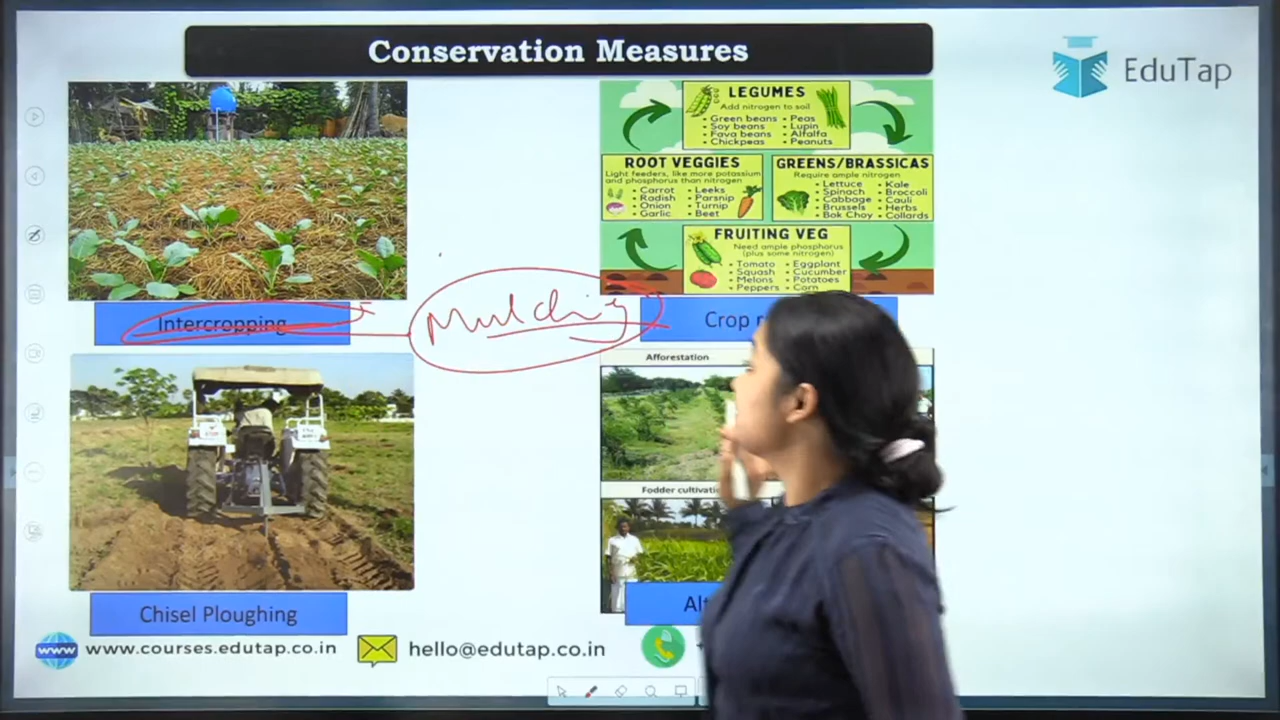 Conservation Measures
EduTap
LEGUMES
Add nitrogen to soil
• Green beans • Peas
• Soy beans • Lupin
• Fava beans • Alfalfa
• Chickpeas • Peanuts
ROOT VEGGIES
Light feeders, like more potassium
and phosphorus than nitrogen
• Carrot • Leeks
• Radish • Parsnip
• Onion • Turnip
• Garlic • Beet
GREENS/BRASSICAS
Require ample nitrogen
• Lettuce • Kale
• Spinach • Broccoli
• Cabbage • Cauli
• Brussels • Herbs
• Bok Choy • Collards
FRUITING VEG
Need ample phosphorus
(plus some nitrogen)
• Tomato • Eggplant
• Squash • Cucumber
• Melons • Potatoes
• Peppers • Corn
Intercropping
Mulching
Crop
Afforestation
Fodder
Chisel Ploughing
www.courses.edutap.co.in
hello@edutap.co.in